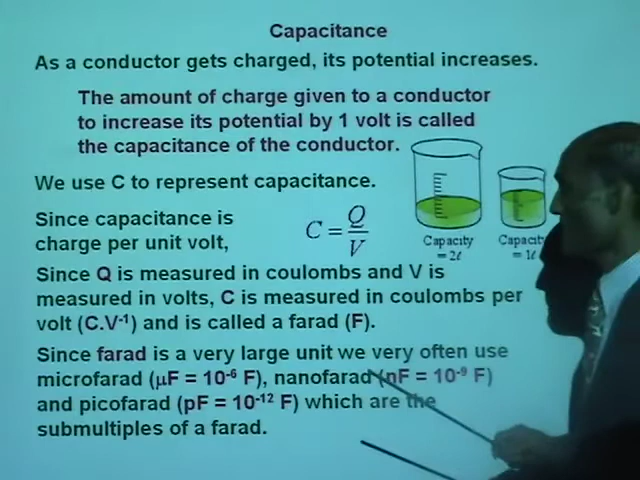 Capacitance
As a conductor gets charged, its potential increases.
The amount of charge given to a conductor
to increase its potential by 1 volt is called
the capacitance of the conductor.
We use C to represent capacitance.
Since capacitance is
charge per unit volt,
C = Q/V
Capacity
= 2ℓ
Capacity
= 1ℓ
Since Q is measured in coulombs and V is
measured in volts, C is measured in coulombs per
volt (C.V⁻¹) and is called a farad (F).
Since farad is a very large unit we very often use
microfarad (μF = 10⁻⁶ F), nanofarad (nF = 10⁻⁹ F)
and picofarad (pF = 10⁻¹² F) which are the
submultiples of a farad.